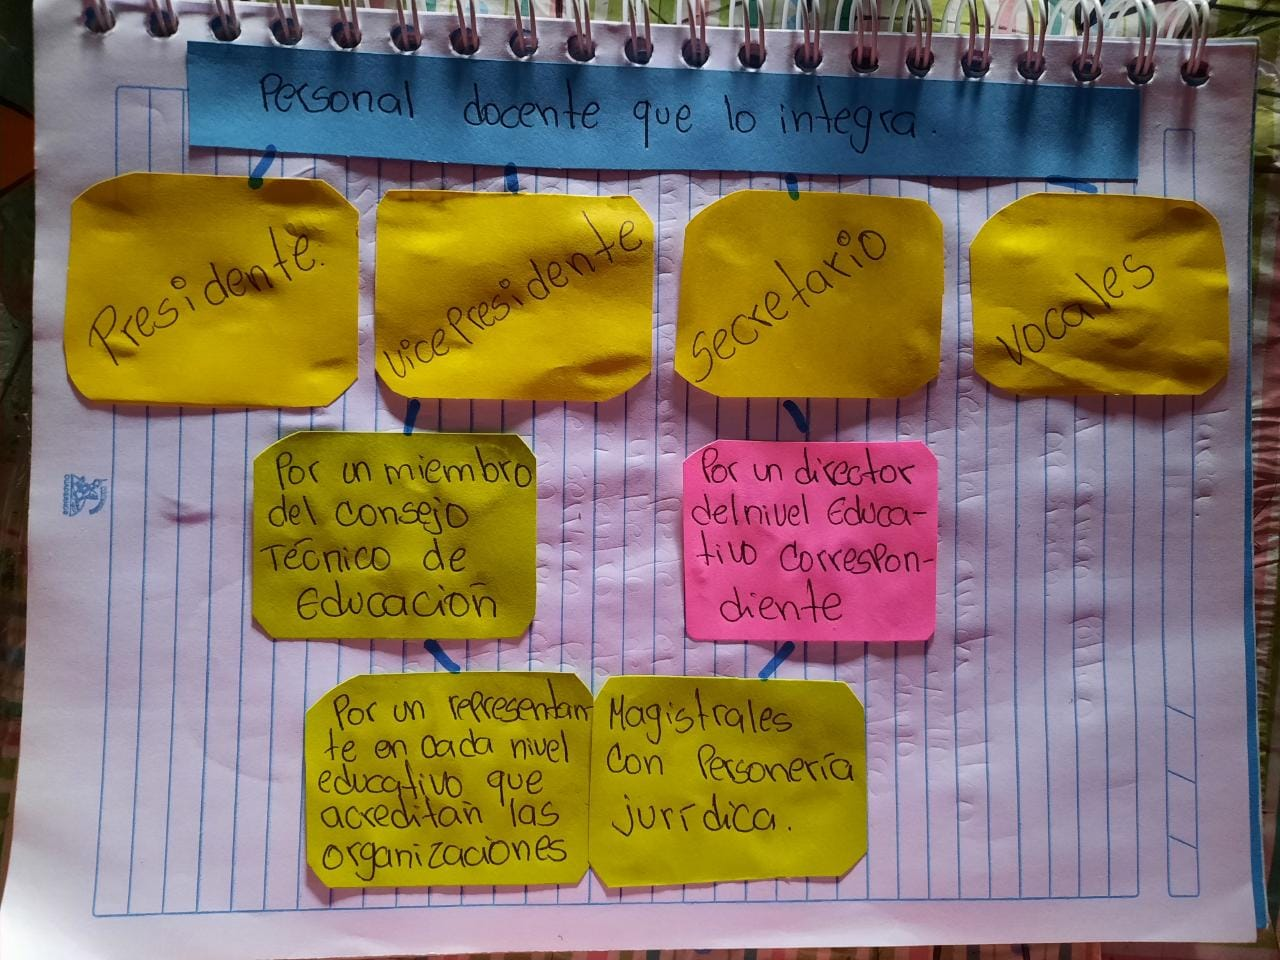 Personal docente que lo integra.
Presidente.
vicepresidente
secretario
vocales
Por un miembro
del consejo
Técnico de
Educación
Por un director
del nivel Educa-
tivo correspon-
diente
Por un representan-
te en cada nivel
educativo que
acreditan las
organizaciones
Magistrales
Con Personería
jurídica.